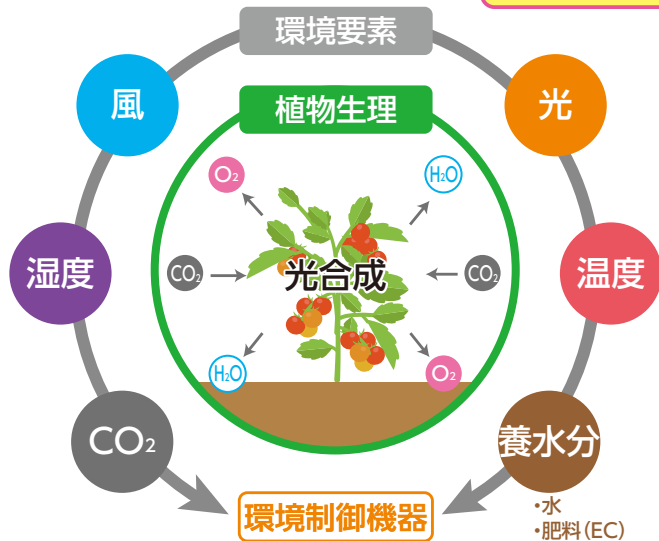 環境要素
風
光
植物生理
O₂
H₂O
湿度
CO₂
光合成
CO₂
温度
H₂O
O₂
CO₂
養水分
環境制御機器
・水
・肥料(EC)